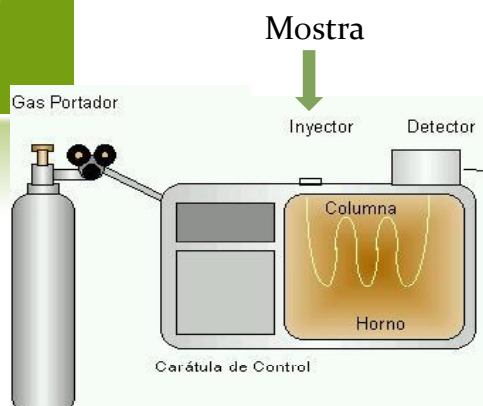 Mostra
Gas Portador
Inyector
Detector
Columna
Horno
Carátula de Control